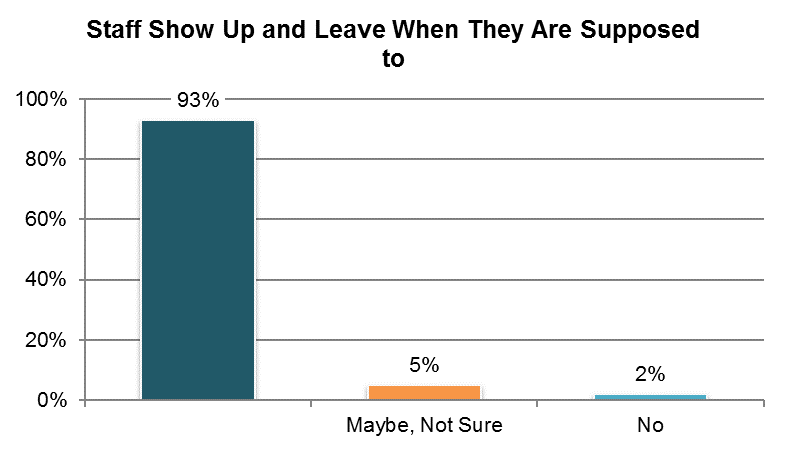 Staff Show Up and Leave When They Are Supposed
to
100%
93%
80%
60%
40%
20%
5%
2%
0%
Maybe, Not Sure
No